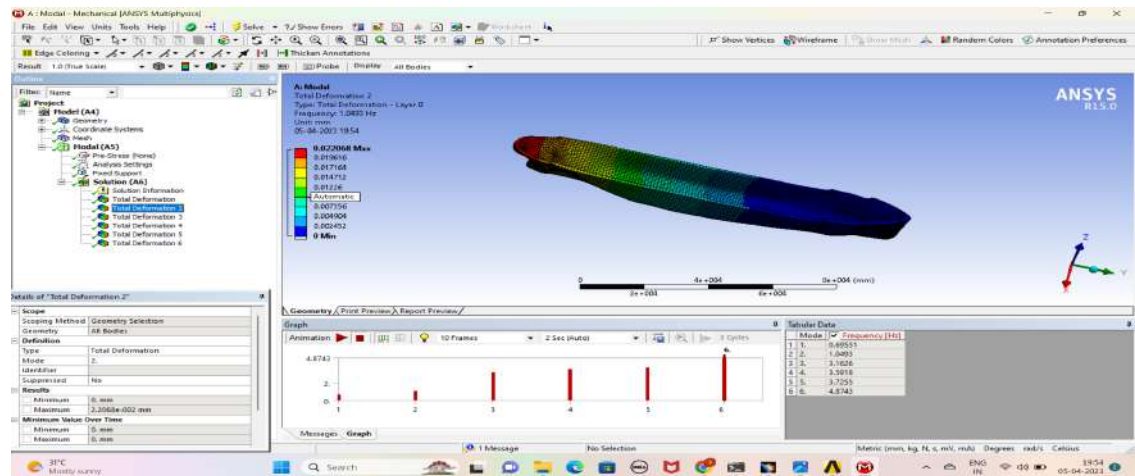 A : Modal - Mechanical [ANSYS Multiphysics]
File Edit View Units Tools Help Solve ?/ Show Errors Worksheet
Show Vertices Wireframe Show Mesh Random Colors Annotation Preferences
Edge Coloring Thicken Annotations
Result 1.0 (True Scale) Probe Display All Bodies
Outline
Filter: Name
Project
Model (A4)
Geometry
Coordinate Systems
Mesh
Modal (A5)
Pre-Stress (None)
Analysis Settings
Fixed Support
Solution (A6)
Solution Information
Total Deformation
Total Deformation 2
Total Deformation 3
Total Deformation 4
Total Deformation 5
Total Deformation 6
A: Modal
Total Deformation 2
Type: Total Deformation - Layer 0
Frequency: 1.0493 Hz
Unit: mm
05-04-2023 19:54
0.022068 Max
0.019616
0.017164
0.014712
0.01226
Automatic
0.007356
0.004904
0.002452
0 Min
ANSYS
R15.0
Z
Y
0 4e+004 8e+004 (mm)
2e+004 6e+004
Geometry Print Preview Report Preview
Details of "Total Deformation 2"
Scope
Scoping Method Geometry Selection
Geometry All Bodies
Definition
Type Total Deformation
Mode 2.
Identifier
Suppressed No
Results
Minimum 0. mm
Maximum 2.2068e-002 mm
Minimum Value Over Time
Minimum 0. mm
Maximum 0. mm
Graph
Animation 10 Frames 2 Sec (Auto) 3 Cycles
4.8743
2.
0.
1 2 3 4 5 6
6.
Messages Graph
Tabular Data
Mode Frequency [Hz]
1 1. 0.69551
2 2. 1.0493
3 3. 3.1626
4 4. 3.5918
5 5. 3.7255
6 6. 4.8743
1 Message No Selection Metric (mm, kg, N, s, mV, mA) Degrees rad/s Celsius
31°C
Mostly sunny
Search
ENG
IN
19:54
05-04-2023